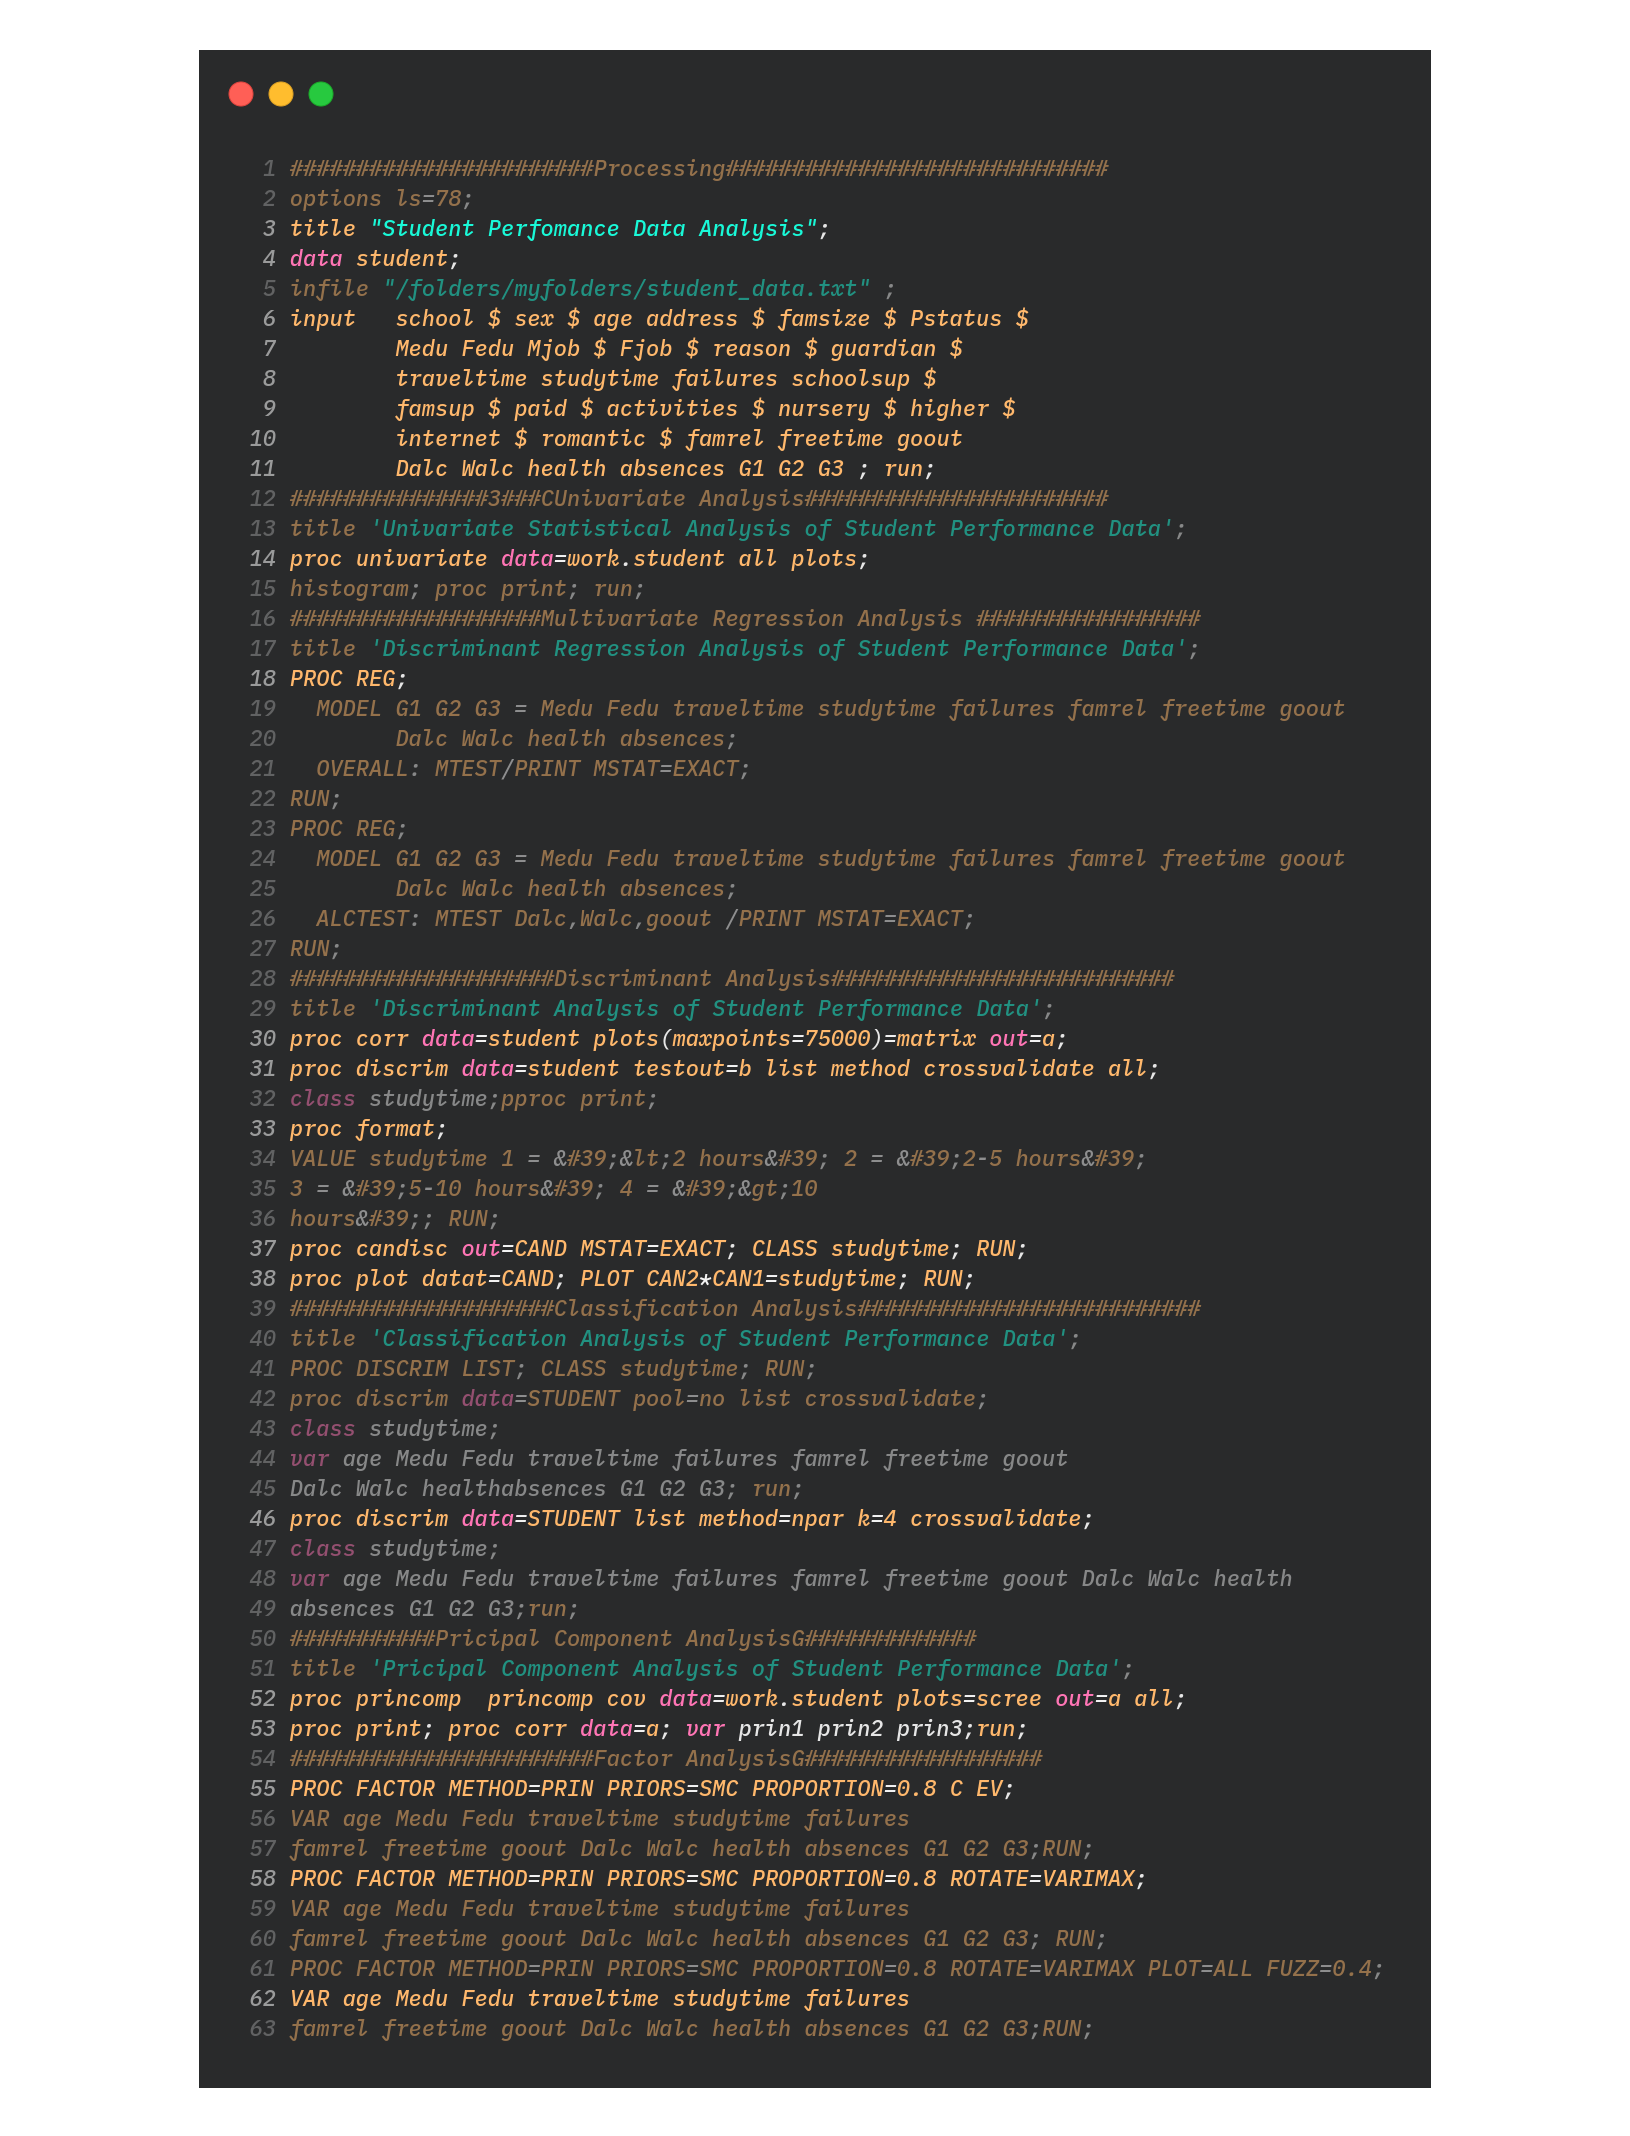 1 #######################Processing#############################
2 options ls=78;
3 title "Student Perfomance Data Analysis";
4 data student;
5 infile "/folders/myfolders/student_data.txt" ;
6 input   school $ sex $ age address $ famsize $ Pstatus $
7         Medu Fedu Mjob $ Fjob $ reason $ guardian $
8         traveltime studytime failures schoolsup $
9         famsup $ paid $ activities $ nursery $ higher $
10         internet $ romantic $ famrel freetime goout
11         Dalc Walc health absences G1 G2 G3 ; run;
12 ###############3###CUnivariate Analysis#######################
13 title 'Univariate Statistical Analysis of Student Performance Data';
14 proc univariate data=work.student all plots;
15 histogram; proc print; run;
16 ###################Multivariate Regression Analysis #################
17 title 'Discriminant Regression Analysis of Student Performance Data';
18 PROC REG;
19   MODEL G1 G2 G3 = Medu Fedu traveltime studytime failures famrel freetime goout
20         Dalc Walc health absences;
21   OVERALL: MTEST/PRINT MSTAT=EXACT;
22 RUN;
23 PROC REG;
24   MODEL G1 G2 G3 = Medu Fedu traveltime studytime failures famrel freetime goout
25         Dalc Walc health absences;
26   ALCTEST: MTEST Dalc,Walc,goout /PRINT MSTAT=EXACT;
27 RUN;
28 ####################Discriminant Analysis##########################
29 title 'Discriminant Analysis of Student Performance Data';
30 proc corr data=student plots(maxpoints=75000)=matrix out=a;
31 proc discrim data=student testout=b list method crossvalidate all;
32 class studytime;pproc print;
33 proc format;
34 VALUE studytime 1 = &#39;&lt;2 hours&#39; 2 = &#39;2-5 hours&#39;
35 3 = &#39;5-10 hours&#39; 4 = &#39;&gt;10
36 hours&#39;; RUN;
37 proc candisc out=CAND MSTAT=EXACT; CLASS studytime; RUN;
38 proc plot datat=CAND; PLOT CAN2*CAN1=studytime; RUN;
39 ####################Classification Analysis##########################
40 title 'Classification Analysis of Student Performance Data';
41 PROC DISCRIM LIST; CLASS studytime; RUN;
42 proc discrim data=STUDENT pool=no list crossvalidate;
43 class studytime;
44 var age Medu Fedu traveltime failures famrel freetime goout
45 Dalc Walc healthabsences G1 G2 G3; run;
46 proc discrim data=STUDENT list method=npar k=4 crossvalidate;
47 class studytime;
48 var age Medu Fedu traveltime failures famrel freetime goout Dalc Walc health
49 absences G1 G2 G3;run;
50 ###########Pricipal Component AnalysisG#############
51 title 'Pricipal Component Analysis of Student Performance Data';
52 proc princomp  princomp cov data=work.student plots=scree out=a all;
53 proc print; proc corr data=a; var prin1 prin2 prin3;run;
54 #######################Factor AnalysisG##################
55 PROC FACTOR METHOD=PRIN PRIORS=SMC PROPORTION=0.8 C EV;
56 VAR age Medu Fedu traveltime studytime failures
57 famrel freetime goout Dalc Walc health absences G1 G2 G3;RUN;
58 PROC FACTOR METHOD=PRIN PRIORS=SMC PROPORTION=0.8 ROTATE=VARIMAX;
59 VAR age Medu Fedu traveltime studytime failures
60 famrel freetime goout Dalc Walc health absences G1 G2 G3; RUN;
61 PROC FACTOR METHOD=PRIN PRIORS=SMC PROPORTION=0.8 ROTATE=VARIMAX PLOT=ALL FUZZ=0.4;
62 VAR age Medu Fedu traveltime studytime failures
63 famrel freetime goout Dalc Walc health absences G1 G2 G3;RUN;